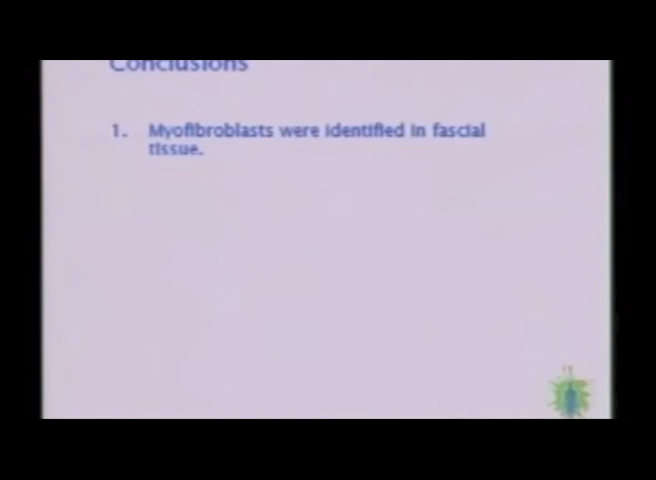 Conclusions
1. Myofibroblasts were identified in fascial
tissue.